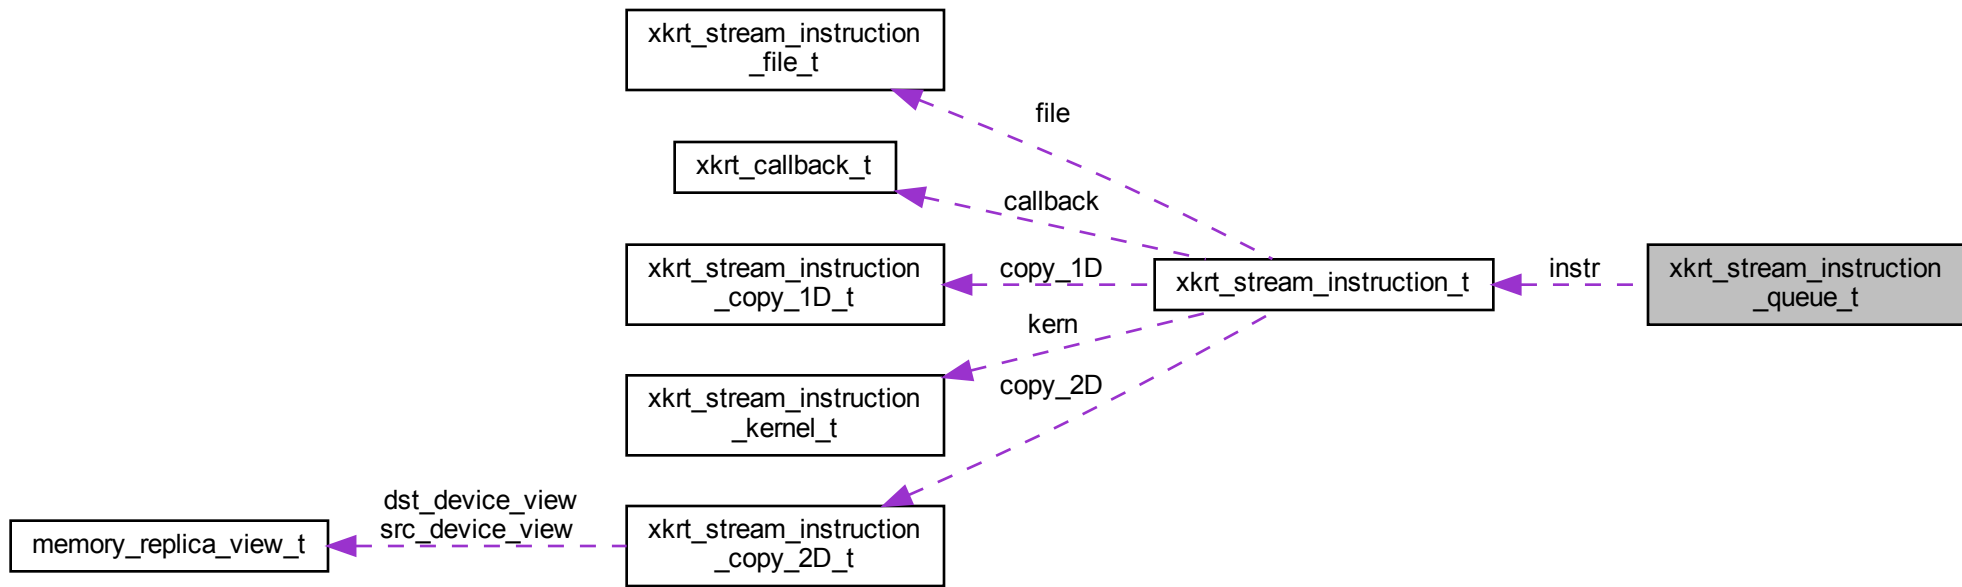 xkrt_stream_instruction
_file_t
file
xkrt_callback_t
callback
xkrt_stream_instruction
_copy_1D_t
copy_1D
xkrt_stream_instruction_t
instr
xkrt_stream_instruction
_queue_t
kern
xkrt_stream_instruction
_kernel_t
copy_2D
memory_replica_view_t
dst_device_view
src_device_view
xkrt_stream_instruction
_copy_2D_t